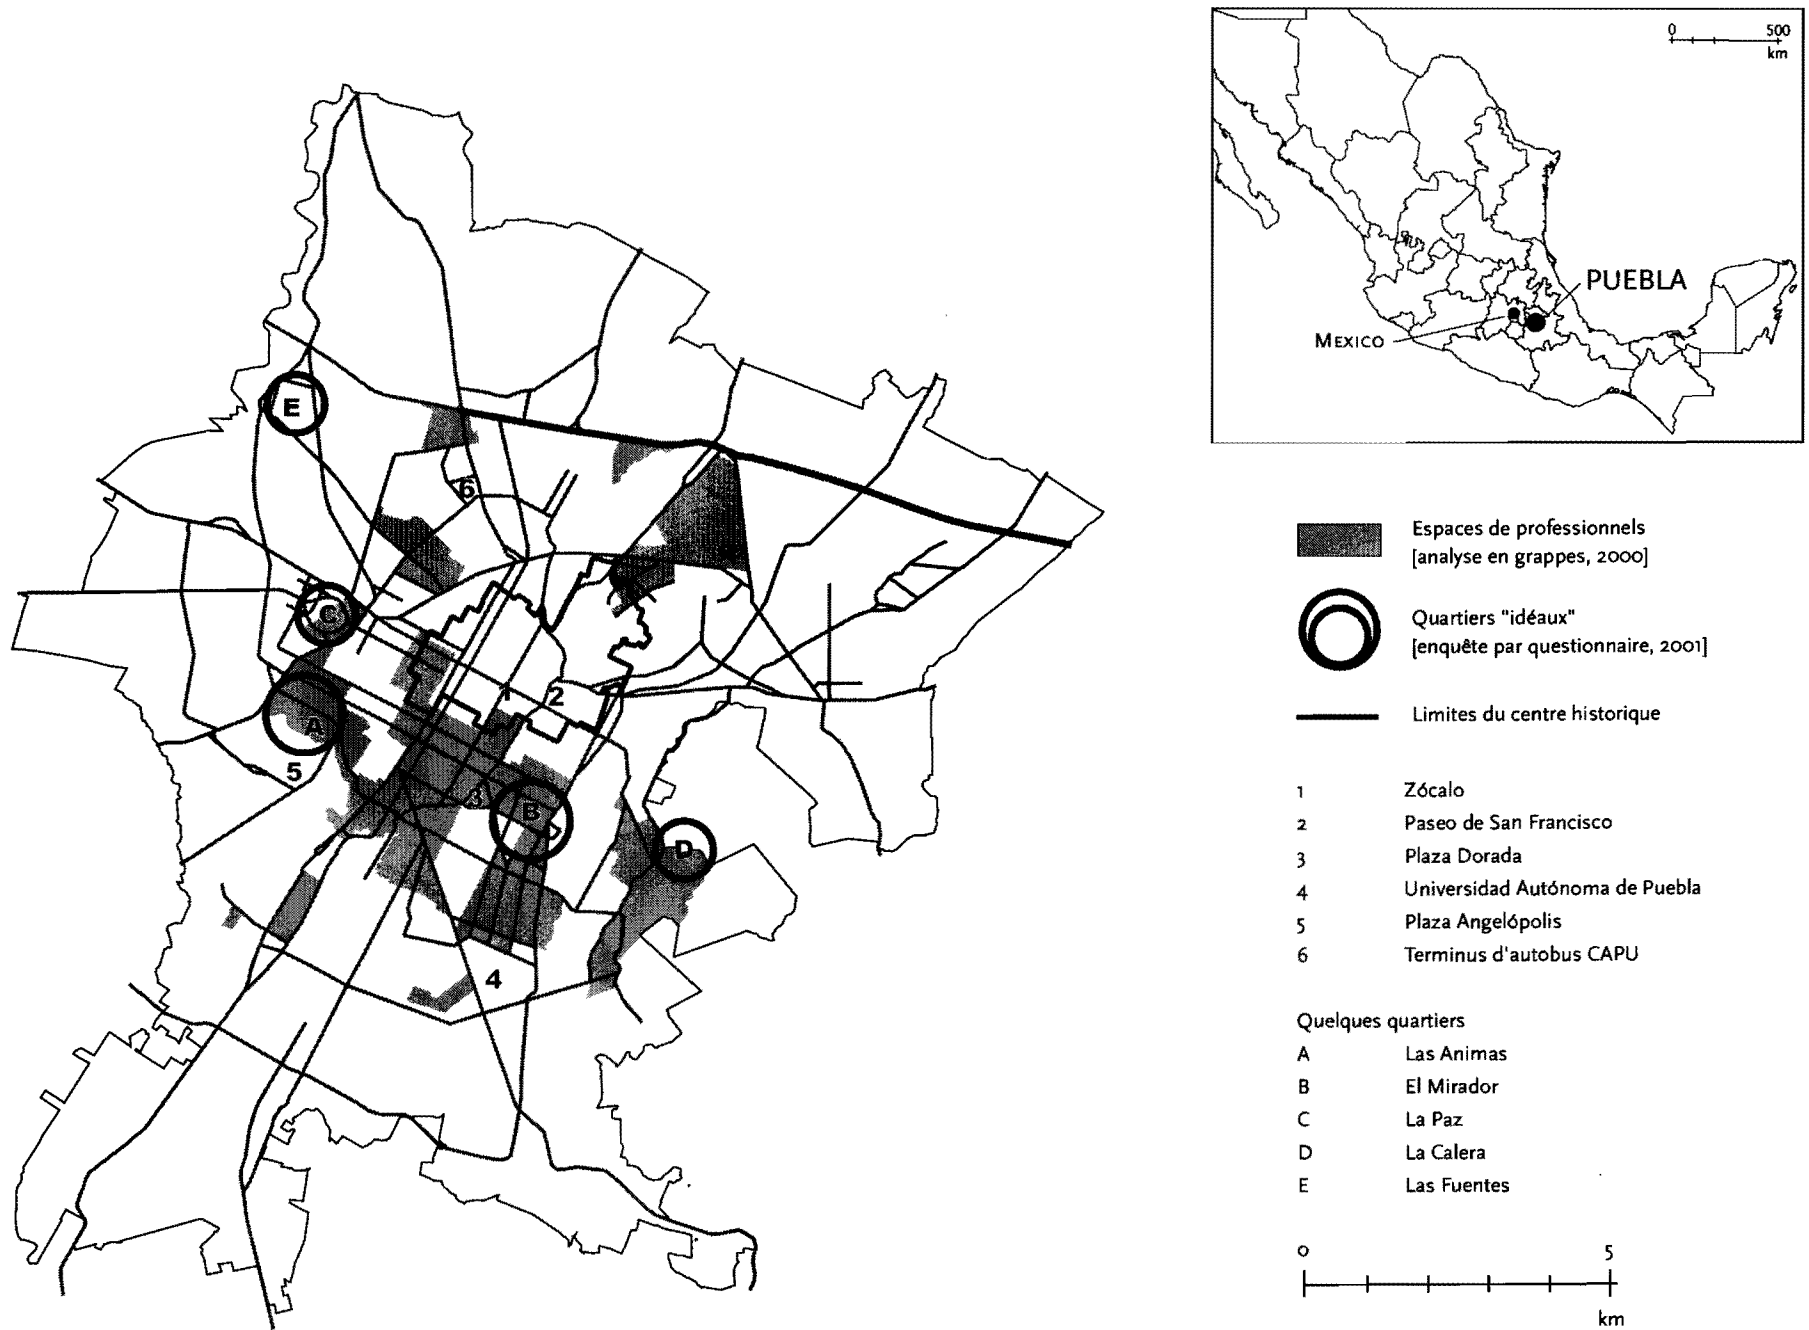 0 500
km
PUEBLA
MEXICO
E
6
C
1
2
A
5
3
B
D
4
Espaces de professionnels
[analyse en grappes, 2000]
Quartiers "idéaux"
[enquête par questionnaire, 2001]
Limites du centre historique
1 Zócalo
2 Paseo de San Francisco
3 Plaza Dorada
4 Universidad Autónoma de Puebla
5 Plaza Angelópolis
6 Terminus d'autobus CAPU
Quelques quartiers
A Las Animas
B El Mirador
C La Paz
D La Calera
E Las Fuentes
0 5
km